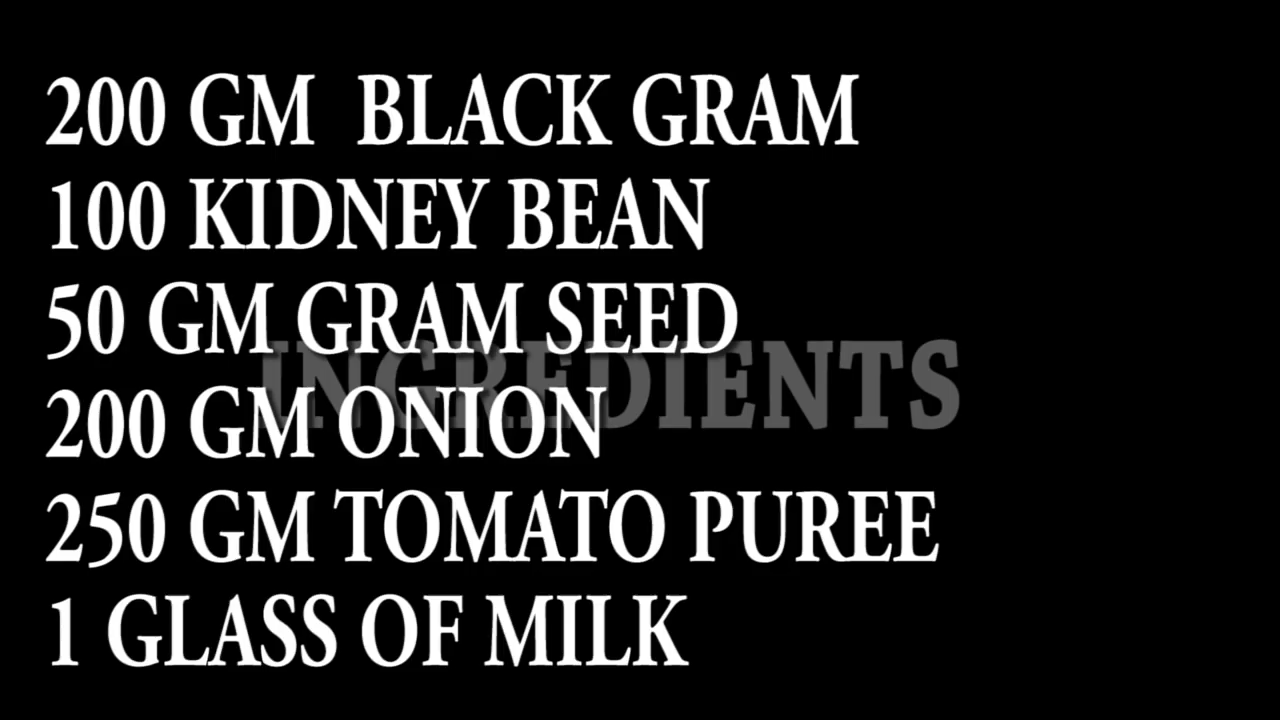 200 GM BLACK GRAM
100 KIDNEY BEAN
50 GM GRAM SEED
INGREDIENTS
200 GM ONION
250 GM TOMATO PUREE
1 GLASS OF MILK